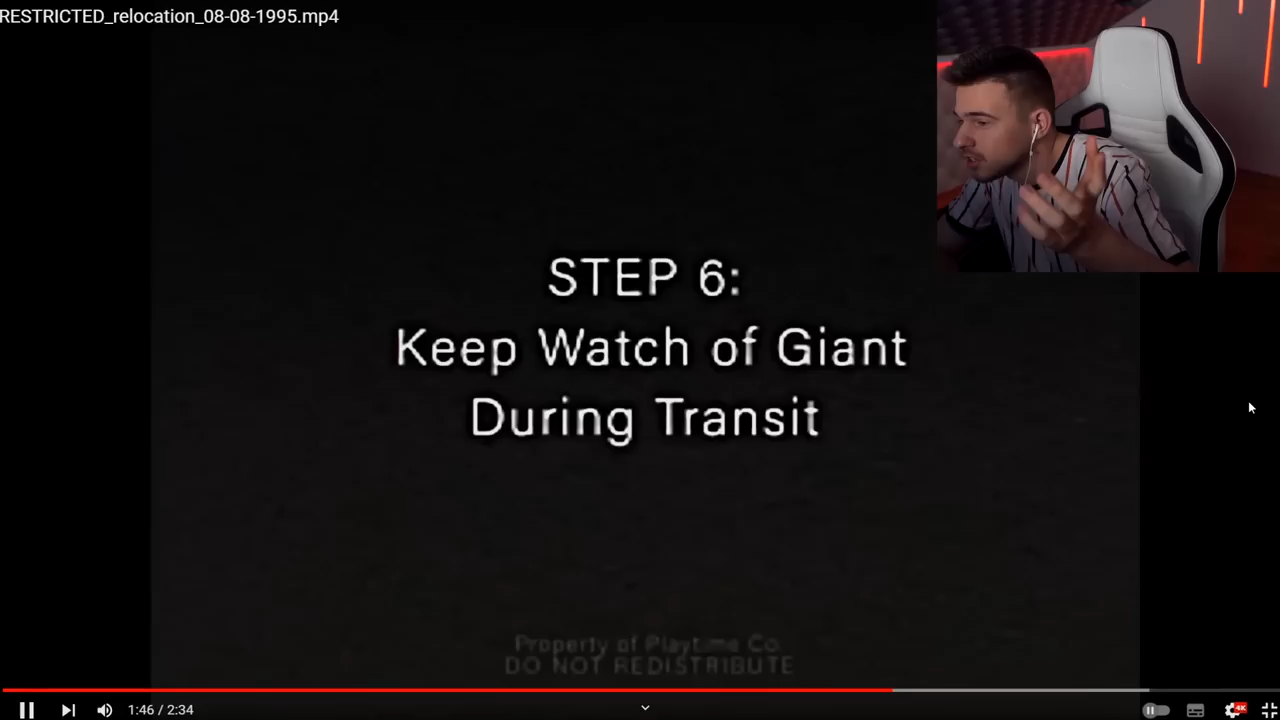 RESTRICTED_relocation_08-08-1995.mp4
STEP 6:
Keep Watch of Giant
During Transit
Property of Playtime Co.
DO NOT REDISTRIBUTE
1:46 / 2:34
4K